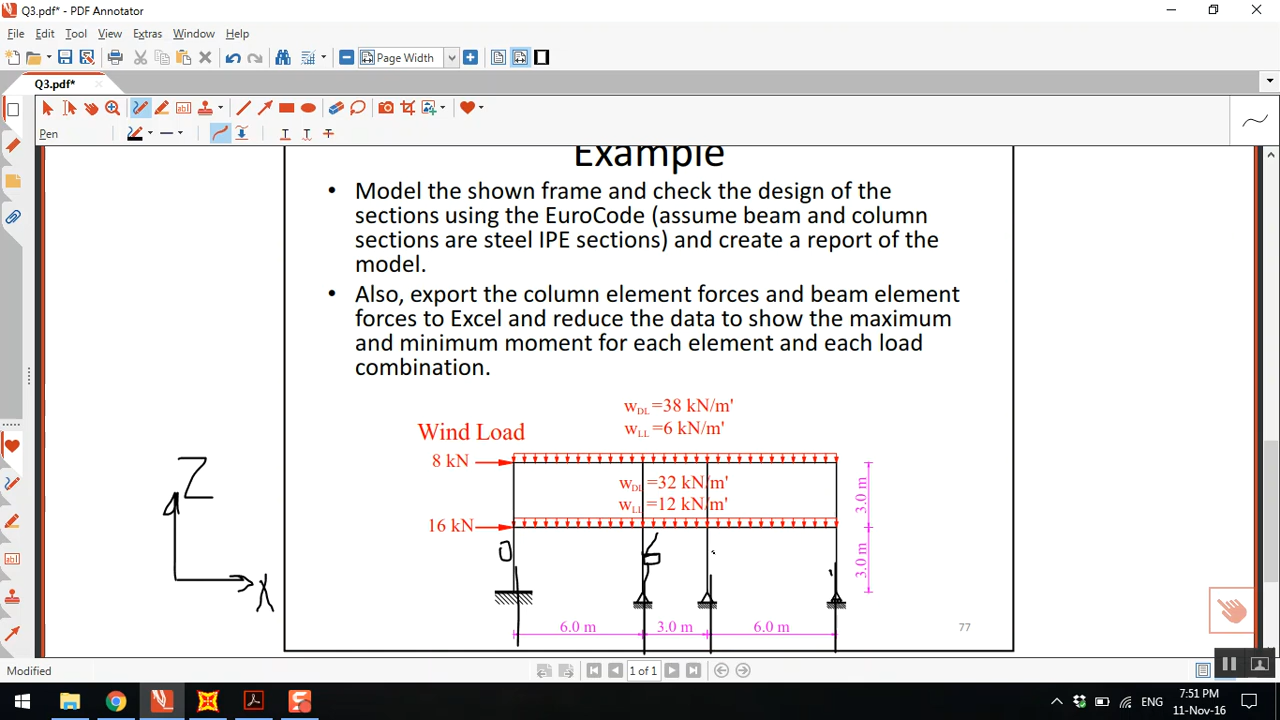 Q3.pdf* - PDF Annotator
File Edit Tool View Extras Window Help
Page Width
Q3.pdf*
Pen
Example
• Model the shown frame and check the design of the
sections using the EuroCode (assume beam and column
sections are steel IPE sections) and create a report of the
model.
• Also, export the column element forces and beam element
forces to Excel and reduce the data to show the maximum
and minimum moment for each element and each load
combination.
wDL =38 kN/m'
wLL =6 kN/m'
Wind Load
8 kN
wDL =32 kN/m'
wLL =12 kN/m'
16 kN
3.0 m
3.0 m
Z
X
0
6
6.0 m 3.0 m 6.0 m
77
Modified
1 of 1
ENG
7:51 PM
11-Nov-16